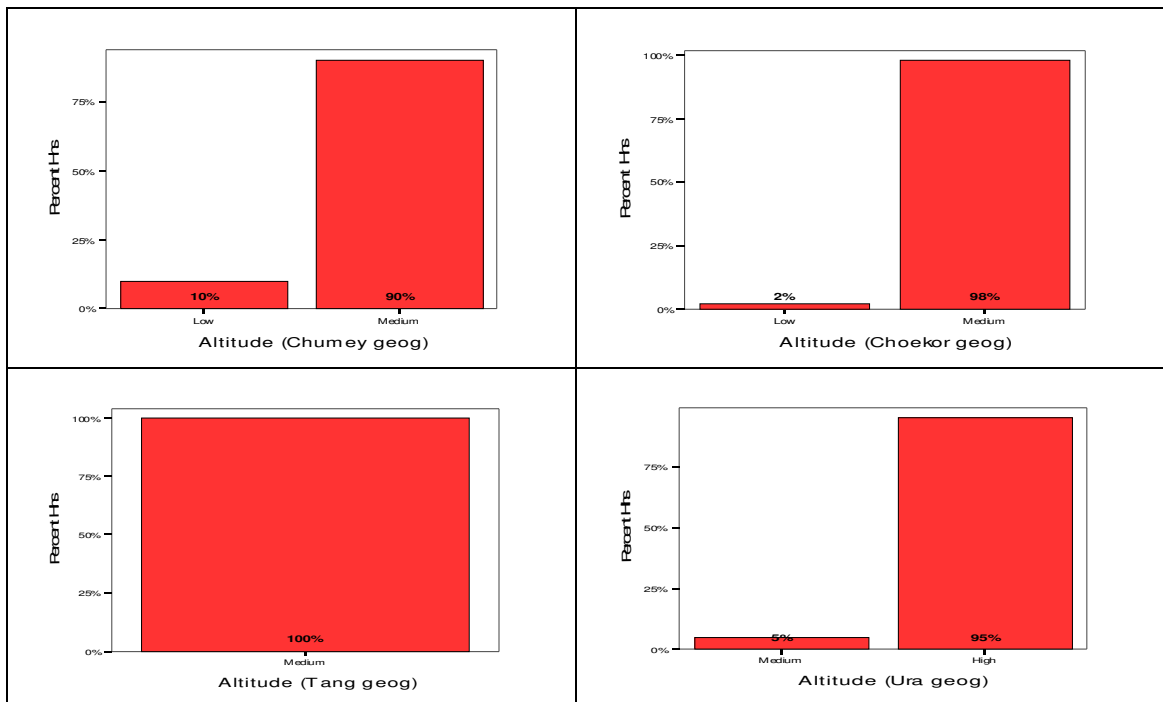 Percent Hhs
75%
50%
25%
0%
10%
90%
Low
Medium
Altitude (Chumey geog)
Percent Hhs
100%
75%
50%
25%
0%
2%
98%
Low
Medium
Altitude (Choekor geog)
Percent Hhs
100%
75%
50%
25%
0%
100%
Medium
Altitude (Tang geog)
Percent Hhs
75%
50%
25%
0%
5%
95%
Medium
High
Altitude (Ura geog)